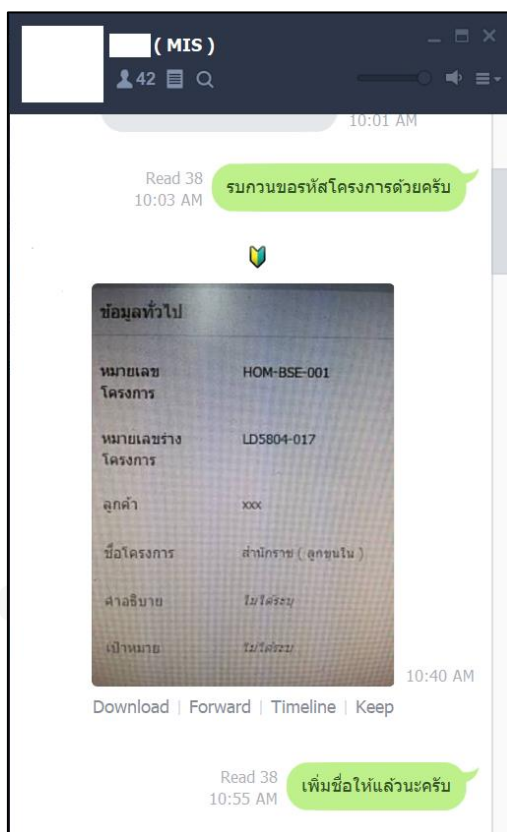 ( MIS )
42
10:01 AM
Read 38
10:03 AM
รบกวนขอรหัสโครงการด้วยครับ
ข้อมูลทั่วไป
หมายเลข HOM-BSE-001
โครงการ
หมายเลขร่าง LD5804-017
โครงการ
ลูกค้า xxx
ชื่อโครงการ สำนักราช ( ลูกขุนใน )
คำอธิบาย ไม่ได้ระบุ
เป้าหมาย ไม่ได้ระบุ
10:40 AM
Download | Forward | Timeline | Keep
Read 38
10:55 AM
เพิ่มชื่อให้แล้วนะครับ